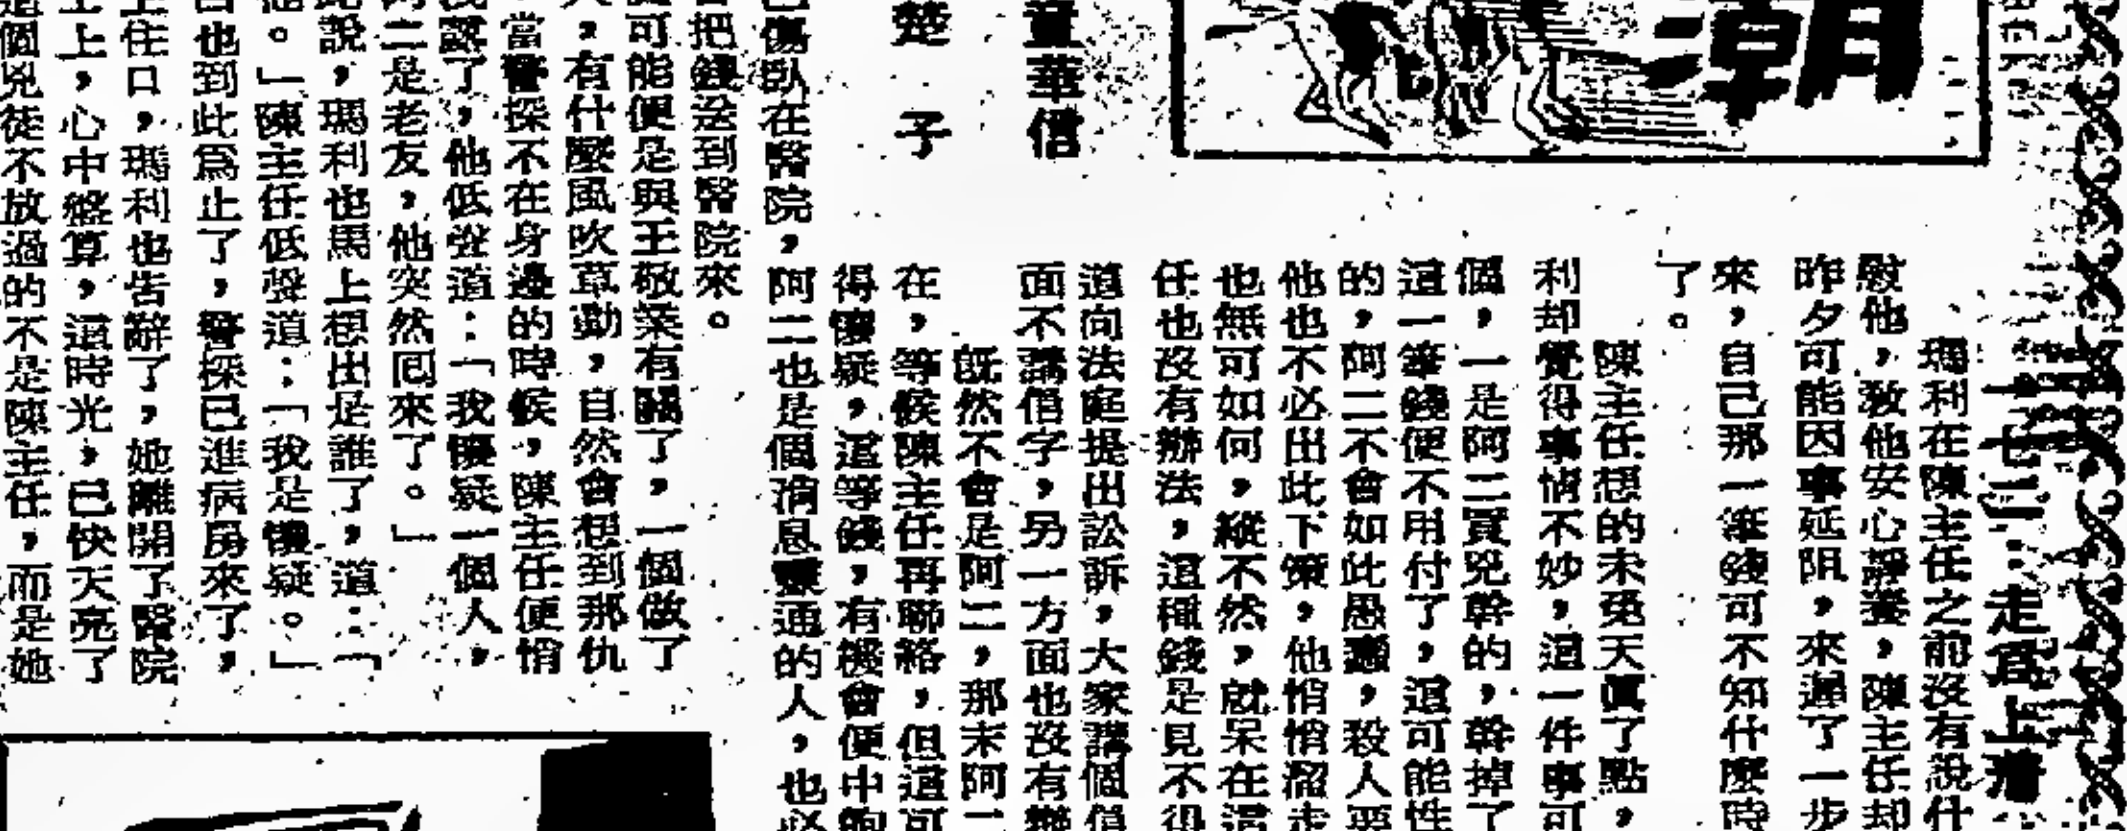 潮
華信
楚子
十七三：走爲上着
瑪利在陳主任之前沒有說什
慰他，教他安心靜養，陳主任却
昨夕可能因事延阻，來遲了一步
來，自己那一筆錢可不知什麼時
了。
陳主任想的未免天眞了點，
利却覺得事情不妙，這一件事可
個，一是阿二買兇幹的，幹掉了
這一筆錢便不用付了，這可能性
的，阿二不會如此愚蠢，殺人
他也不必出此下策，他悄悄溜走
也無可如何，縱不然，就呆在這
任也沒有辦法，這種錢是見不得
道向法庭提出訟訴，大家講個
面不講信字，另一方面也沒有辦
既然不會是阿二，那末阿二
在，等候陳主任再聯絡，但這可
得懷疑，這等錢，有機會便中飽
阿二也是個消息靈通的人，也必
傷臥在醫院，
把錢送到醫院來。
可能便是與王敬業有關了，一個做了
，有什麼風吹草動，自然會想到那仇
當警探不在身邊的時候，陳主任便悄
了，他低聲道：「我懷疑一個人，
二是老友，他突然回來了。」
說，瑪利也馬上想出是誰了，道：「
。」陳主任低聲道：「我是懷疑。」
也到此爲止了，警探已進病房來了，
住口，瑪利也告辭了，她離開了醫院
上，心中盤算，這時光，已快天亮了
個兇徒不放過的不是陳主任，而是她